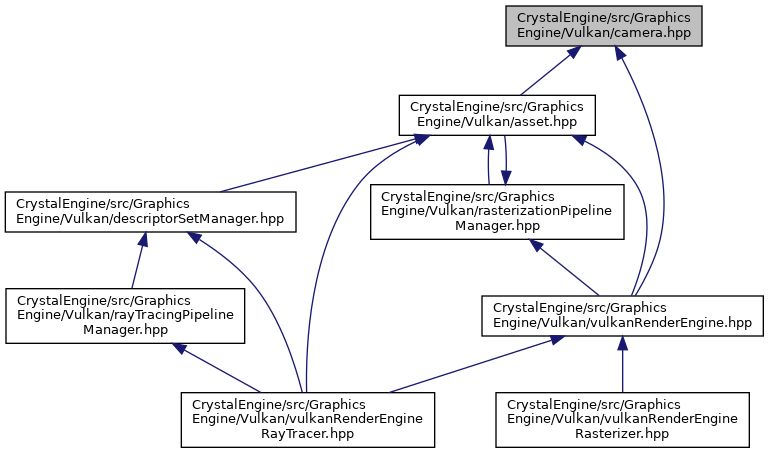 CrystalEngine/src/Graphics
Engine/Vulkan/camera.hpp
CrystalEngine/src/Graphics
Engine/Vulkan/asset.hpp
CrystalEngine/src/Graphics
Engine/Vulkan/descriptorSetManager.hpp
CrystalEngine/src/Graphics
Engine/Vulkan/rasterizationPipeline
Manager.hpp
CrystalEngine/src/Graphics
Engine/Vulkan/rayTracingPipeline
Manager.hpp
CrystalEngine/src/Graphics
Engine/Vulkan/vulkanRenderEngine.hpp
CrystalEngine/src/Graphics
Engine/Vulkan/vulkanRenderEngine
RayTracer.hpp
CrystalEngine/src/Graphics
Engine/Vulkan/vulkanRenderEngine
Rasterizer.hpp